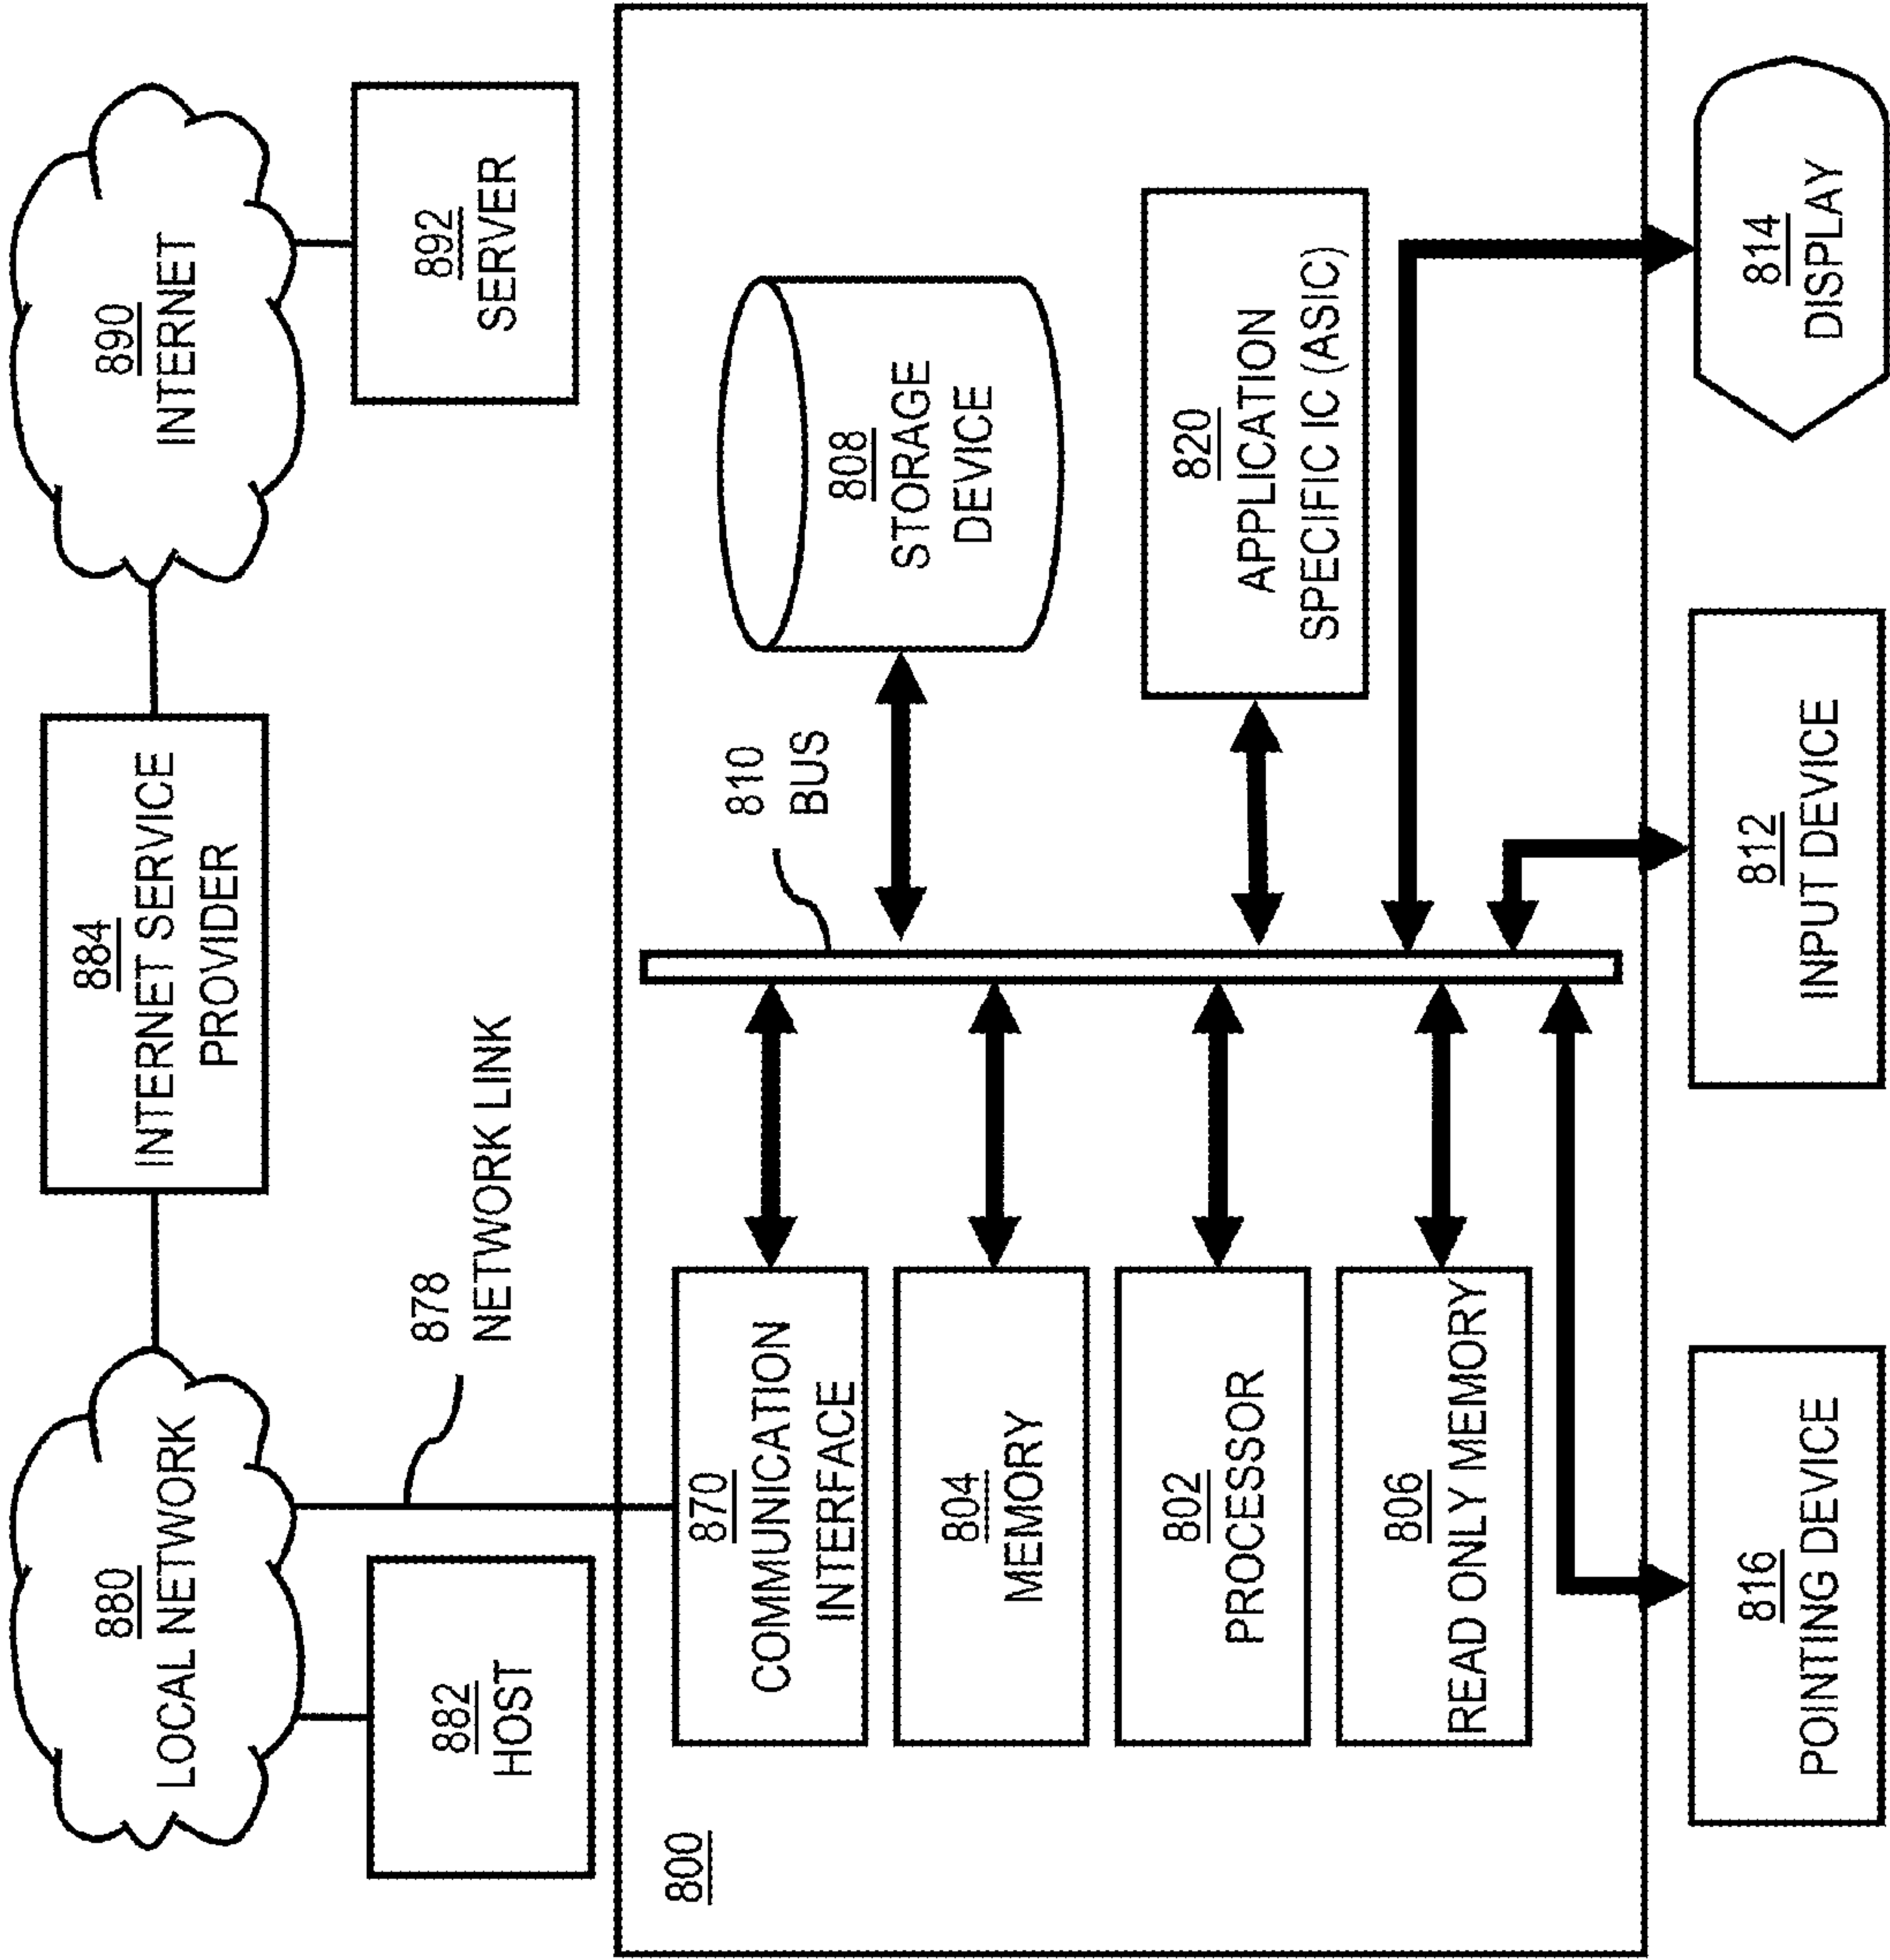 880
LOCAL NETWORK
884
INTERNET SERVICE
PROVIDER
890
INTERNET
882
HOST
878
NETWORK LINK
892
SERVER
800
870
COMMUNICATION
INTERFACE
810
BUS
808
STORAGE
DEVICE
804
MEMORY
802
PROCESSOR
820
APPLICATION
SPECIFIC IC (ASIC)
806
READ ONLY MEMORY
816
POINTING DEVICE
812
INPUT DEVICE
814
DISPLAY